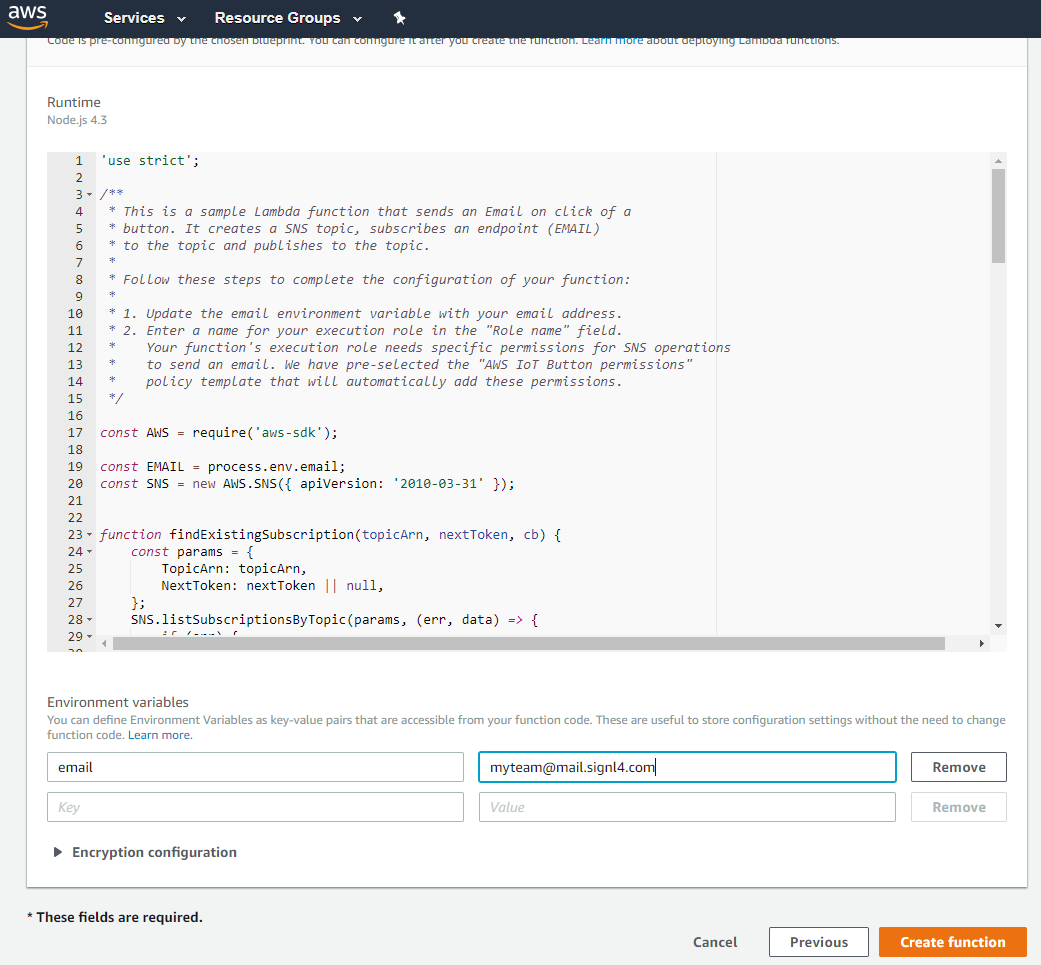 aws Services Resource Groups
Code is pre-configured by the chosen blueprint. You can configure it after you create the function. Learn more about deploying Lambda functions.
Runtime
Node.js 4.3
1 'use strict';
2
3 /**
4 * This is a sample Lambda function that sends an Email on click of a
5 * button. It creates a SNS topic, subscribes an endpoint (EMAIL)
6 * to the topic and publishes to the topic.
7 *
8 * Follow these steps to complete the configuration of your function:
9 *
10 * 1. Update the email environment variable with your email address.
11 * 2. Enter a name for your execution role in the "Role name" field.
12 * Your function's execution role needs specific permissions for SNS operations
13 * to send an email. We have pre-selected the "AWS IoT Button permissions"
14 * policy template that will automatically add these permissions.
15 */
16
17 const AWS = require('aws-sdk');
18
19 const EMAIL = process.env.email;
20 const SNS = new AWS.SNS({ apiVersion: '2010-03-31' });
21
22
23 function findExistingSubscription(topicArn, nextToken, cb) {
24 const params = {
25 TopicArn: topicArn,
26 NextToken: nextToken || null,
27 };
28 SNS.listSubscriptionsByTopic(params, (err, data) => {
29 if (err) {
30
Environment variables
You can define Environment Variables as key-value pairs that are accessible from your function code. These are useful to store configuration settings without the need to change
function code. Learn more.
email myteam@mail.signl4.com Remove
Key Value Remove
Encryption configuration
* These fields are required.
Cancel Previous Create function